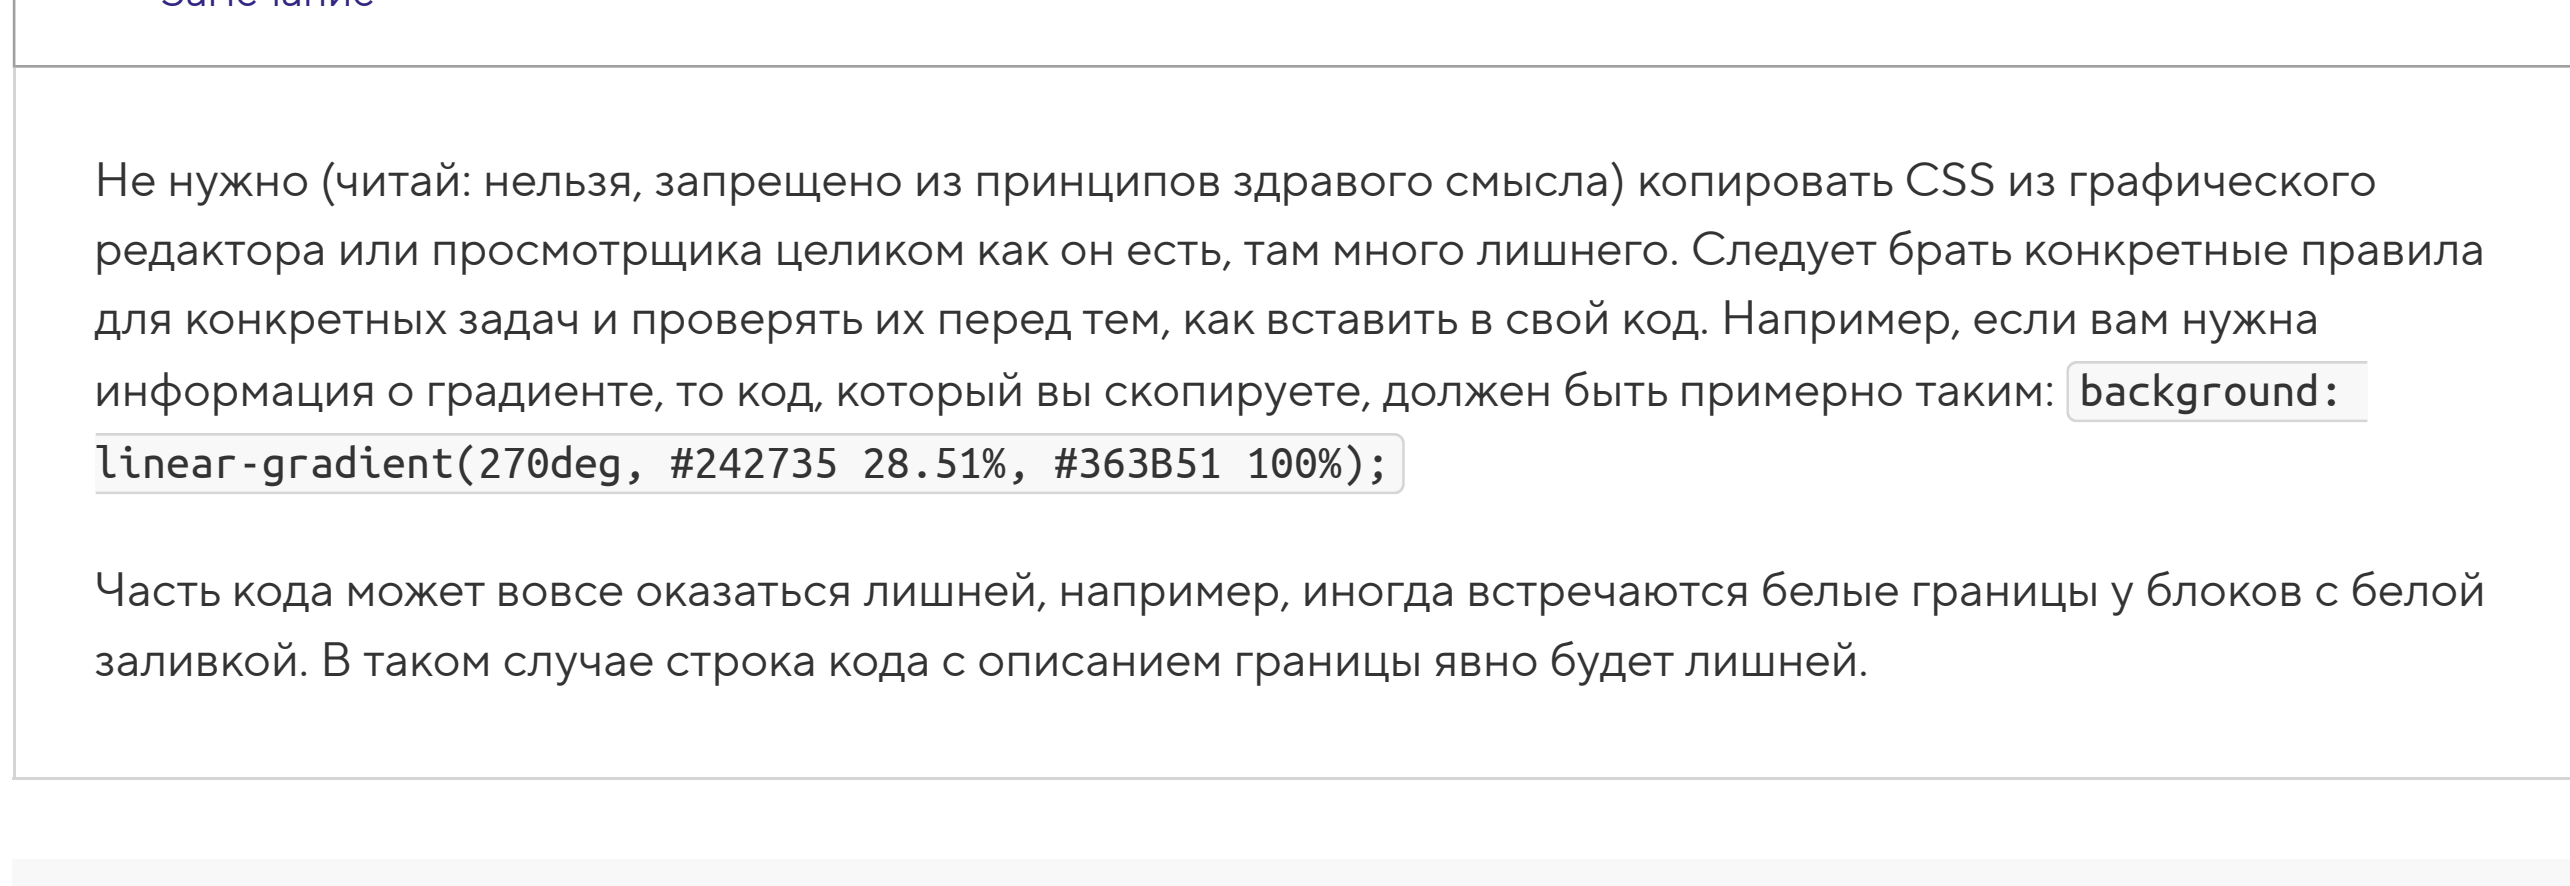 Замечание
Не нужно (читай: нельзя, запрещено из принципов здравого смысла) копировать CSS из графического
редактора или просмотрщика целиком как он есть, там много лишнего. Следует брать конкретные правила
для конкретных задач и проверять их перед тем, как вставить в свой код. Например, если вам нужна
информация о градиенте, то код, который вы скопируете, должен быть примерно таким: background:
linear-gradient(270deg, #242735 28.51%, #363B51 100%);
Часть кода может вовсе оказаться лишней, например, иногда встречаются белые границы у блоков с белой
заливкой. В таком случае строка кода с описанием границы явно будет лишней.